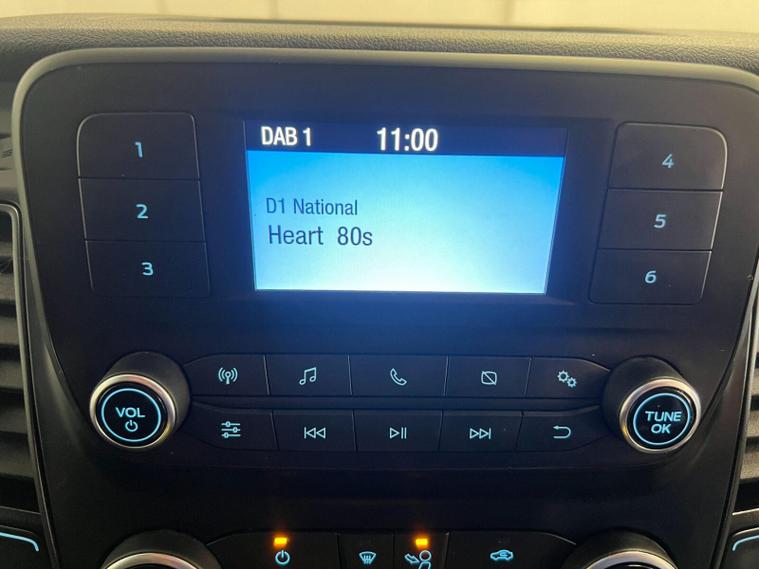 DAB 1 11:00
D1 National
Heart 80s
1
2
3
4
5
6
VOL
TUNE
OK